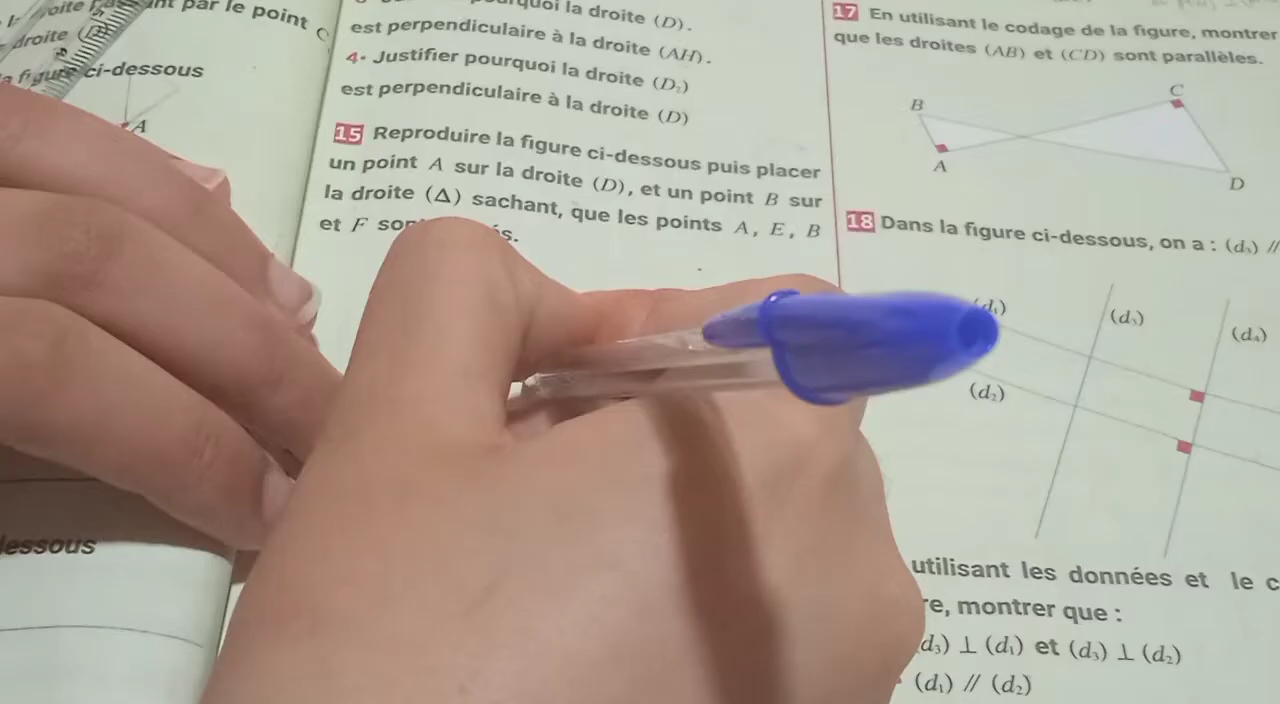 par le point
droite
figure ci-dessous
A
essous
la droite (D).
est perpendiculaire à la droite (AH).
4• Justifier pourquoi la droite (D₂)
est perpendiculaire à la droite (D)
15 Reproduire la figure ci-dessous puis placer
un point A sur la droite (D), et un point B sur
la droite (Δ) sachant, que les points A, E, B
et F
17 En utilisant le codage de la figure, montrer
que les droites (AB) et (CD) sont parallèles.
B
C
A
D
18 Dans la figure ci-dessous, on a : (d₃) //
(d₃)
(d₄)
(d₂)
utilisant les données et le
montrer que :
(d₃) ⊥ (d₁) et (d₃) ⊥ (d₂)
(d₁) // (d₂)